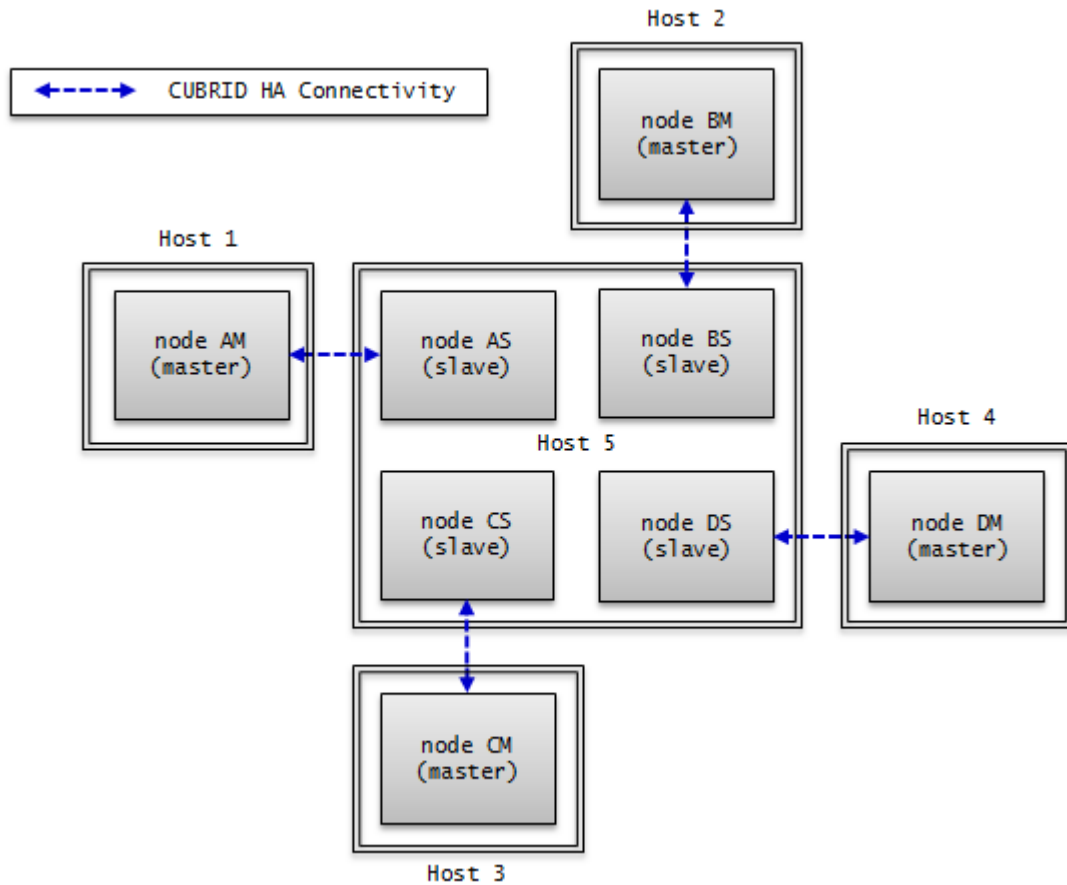 Host 2
CUBRID HA Connectivity
node BM
(master)
Host 1
node AM
(master)
node AS
(slave)
node BS
(slave)
Host 5
Host 4
node CS
(slave)
node DS
(slave)
node DM
(master)
node CM
(master)
Host 3